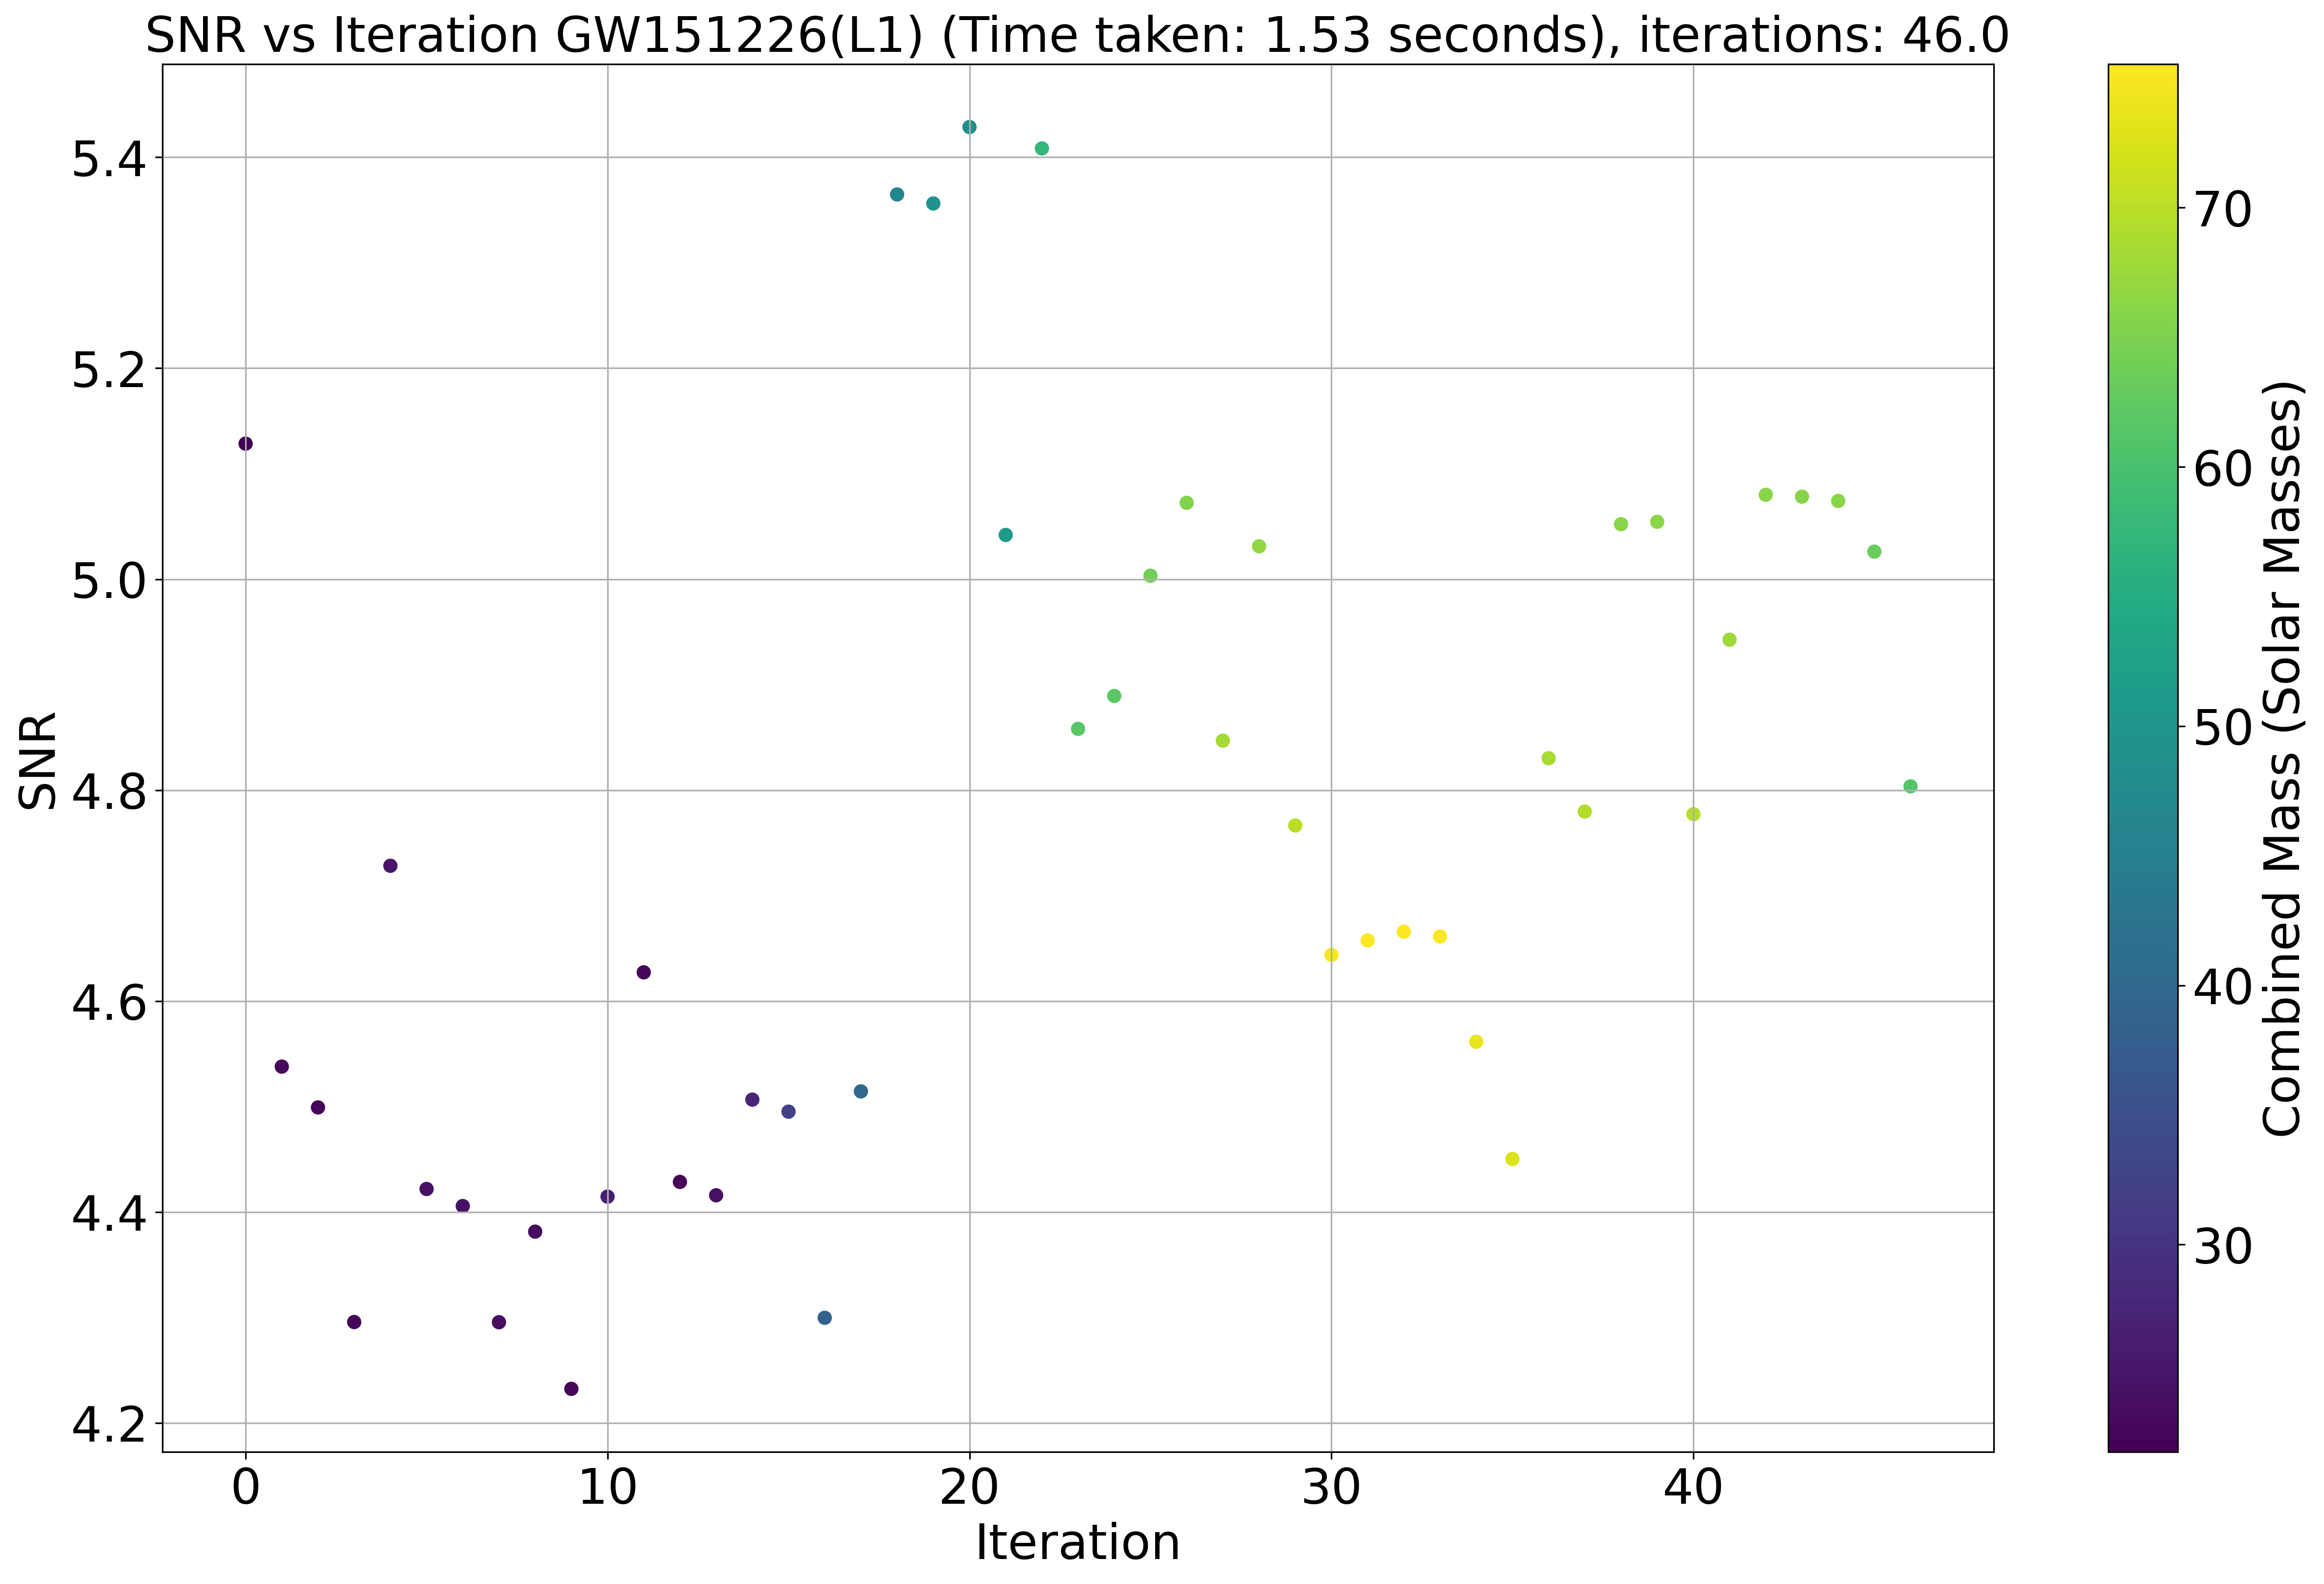 SNR vs Iteration GW151226(L1) (Time taken: 1.53 seconds), iterations: 46.0
SNR
5.4
5.2
5.0
4.8
4.6
4.4
4.2
0 10 20 30 40
Iteration
70
60
50
40
30
Combined Mass (Solar Masses)